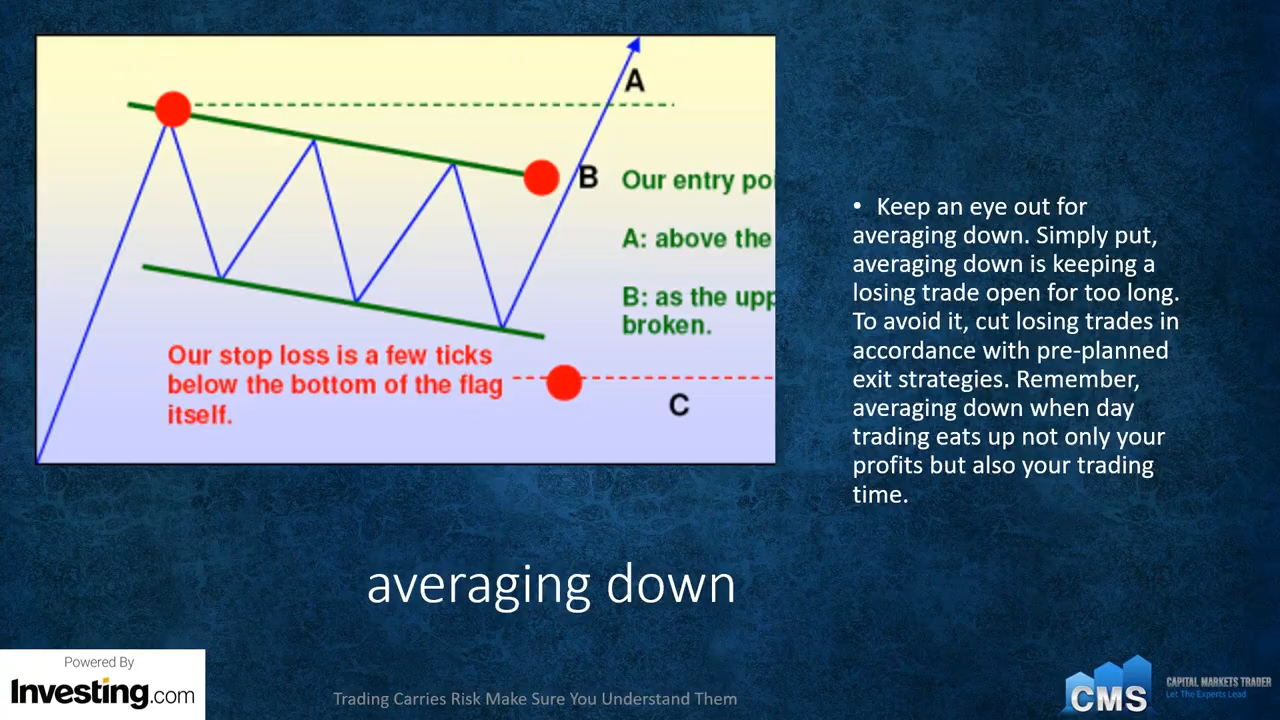 A
B
Our entry poi
A: above the
B: as the upp
broken.
Our stop loss is a few ticks
below the bottom of the flag
itself.
C
• Keep an eye out for
averaging down. Simply put,
averaging down is keeping a
losing trade open for too long.
To avoid it, cut losing trades in
accordance with pre-planned
exit strategies. Remember,
averaging down when day
trading eats up not only your
profits but also your trading
time.
averaging down
Powered By
Investing.com
Trading Carries Risk Make Sure You Understand Them
CMS
CAPITAL MARKETS TRADER
Let The Experts Lead